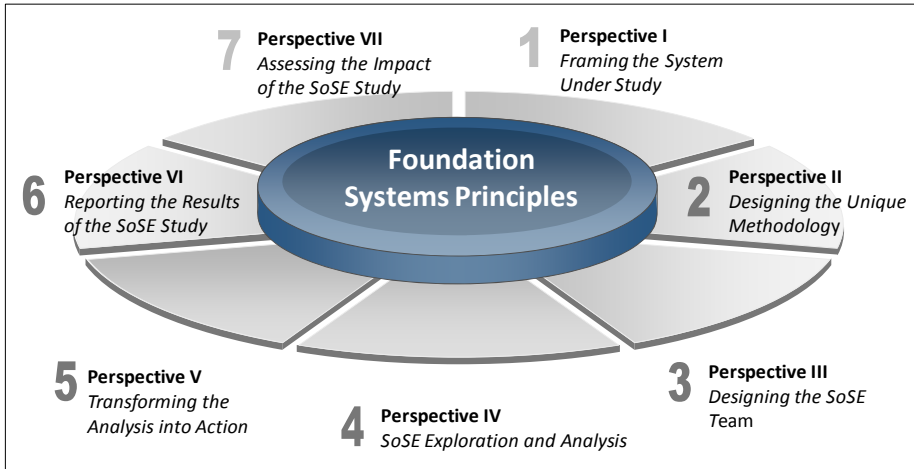 Foundation
Systems Principles
1
Perspective I
Framing the System
Under Study
2
Perspective II
Designing the Unique
Methodology
3
Perspective III
Designing the SoSE
Team
4
Perspective IV
SoSE Exploration and Analysis
5
Perspective V
Transforming the
Analysis into Action
6
Perspective VI
Reporting the Results
of the SoSE Study
7
Perspective VII
Assessing the Impact
of the SoSE Study